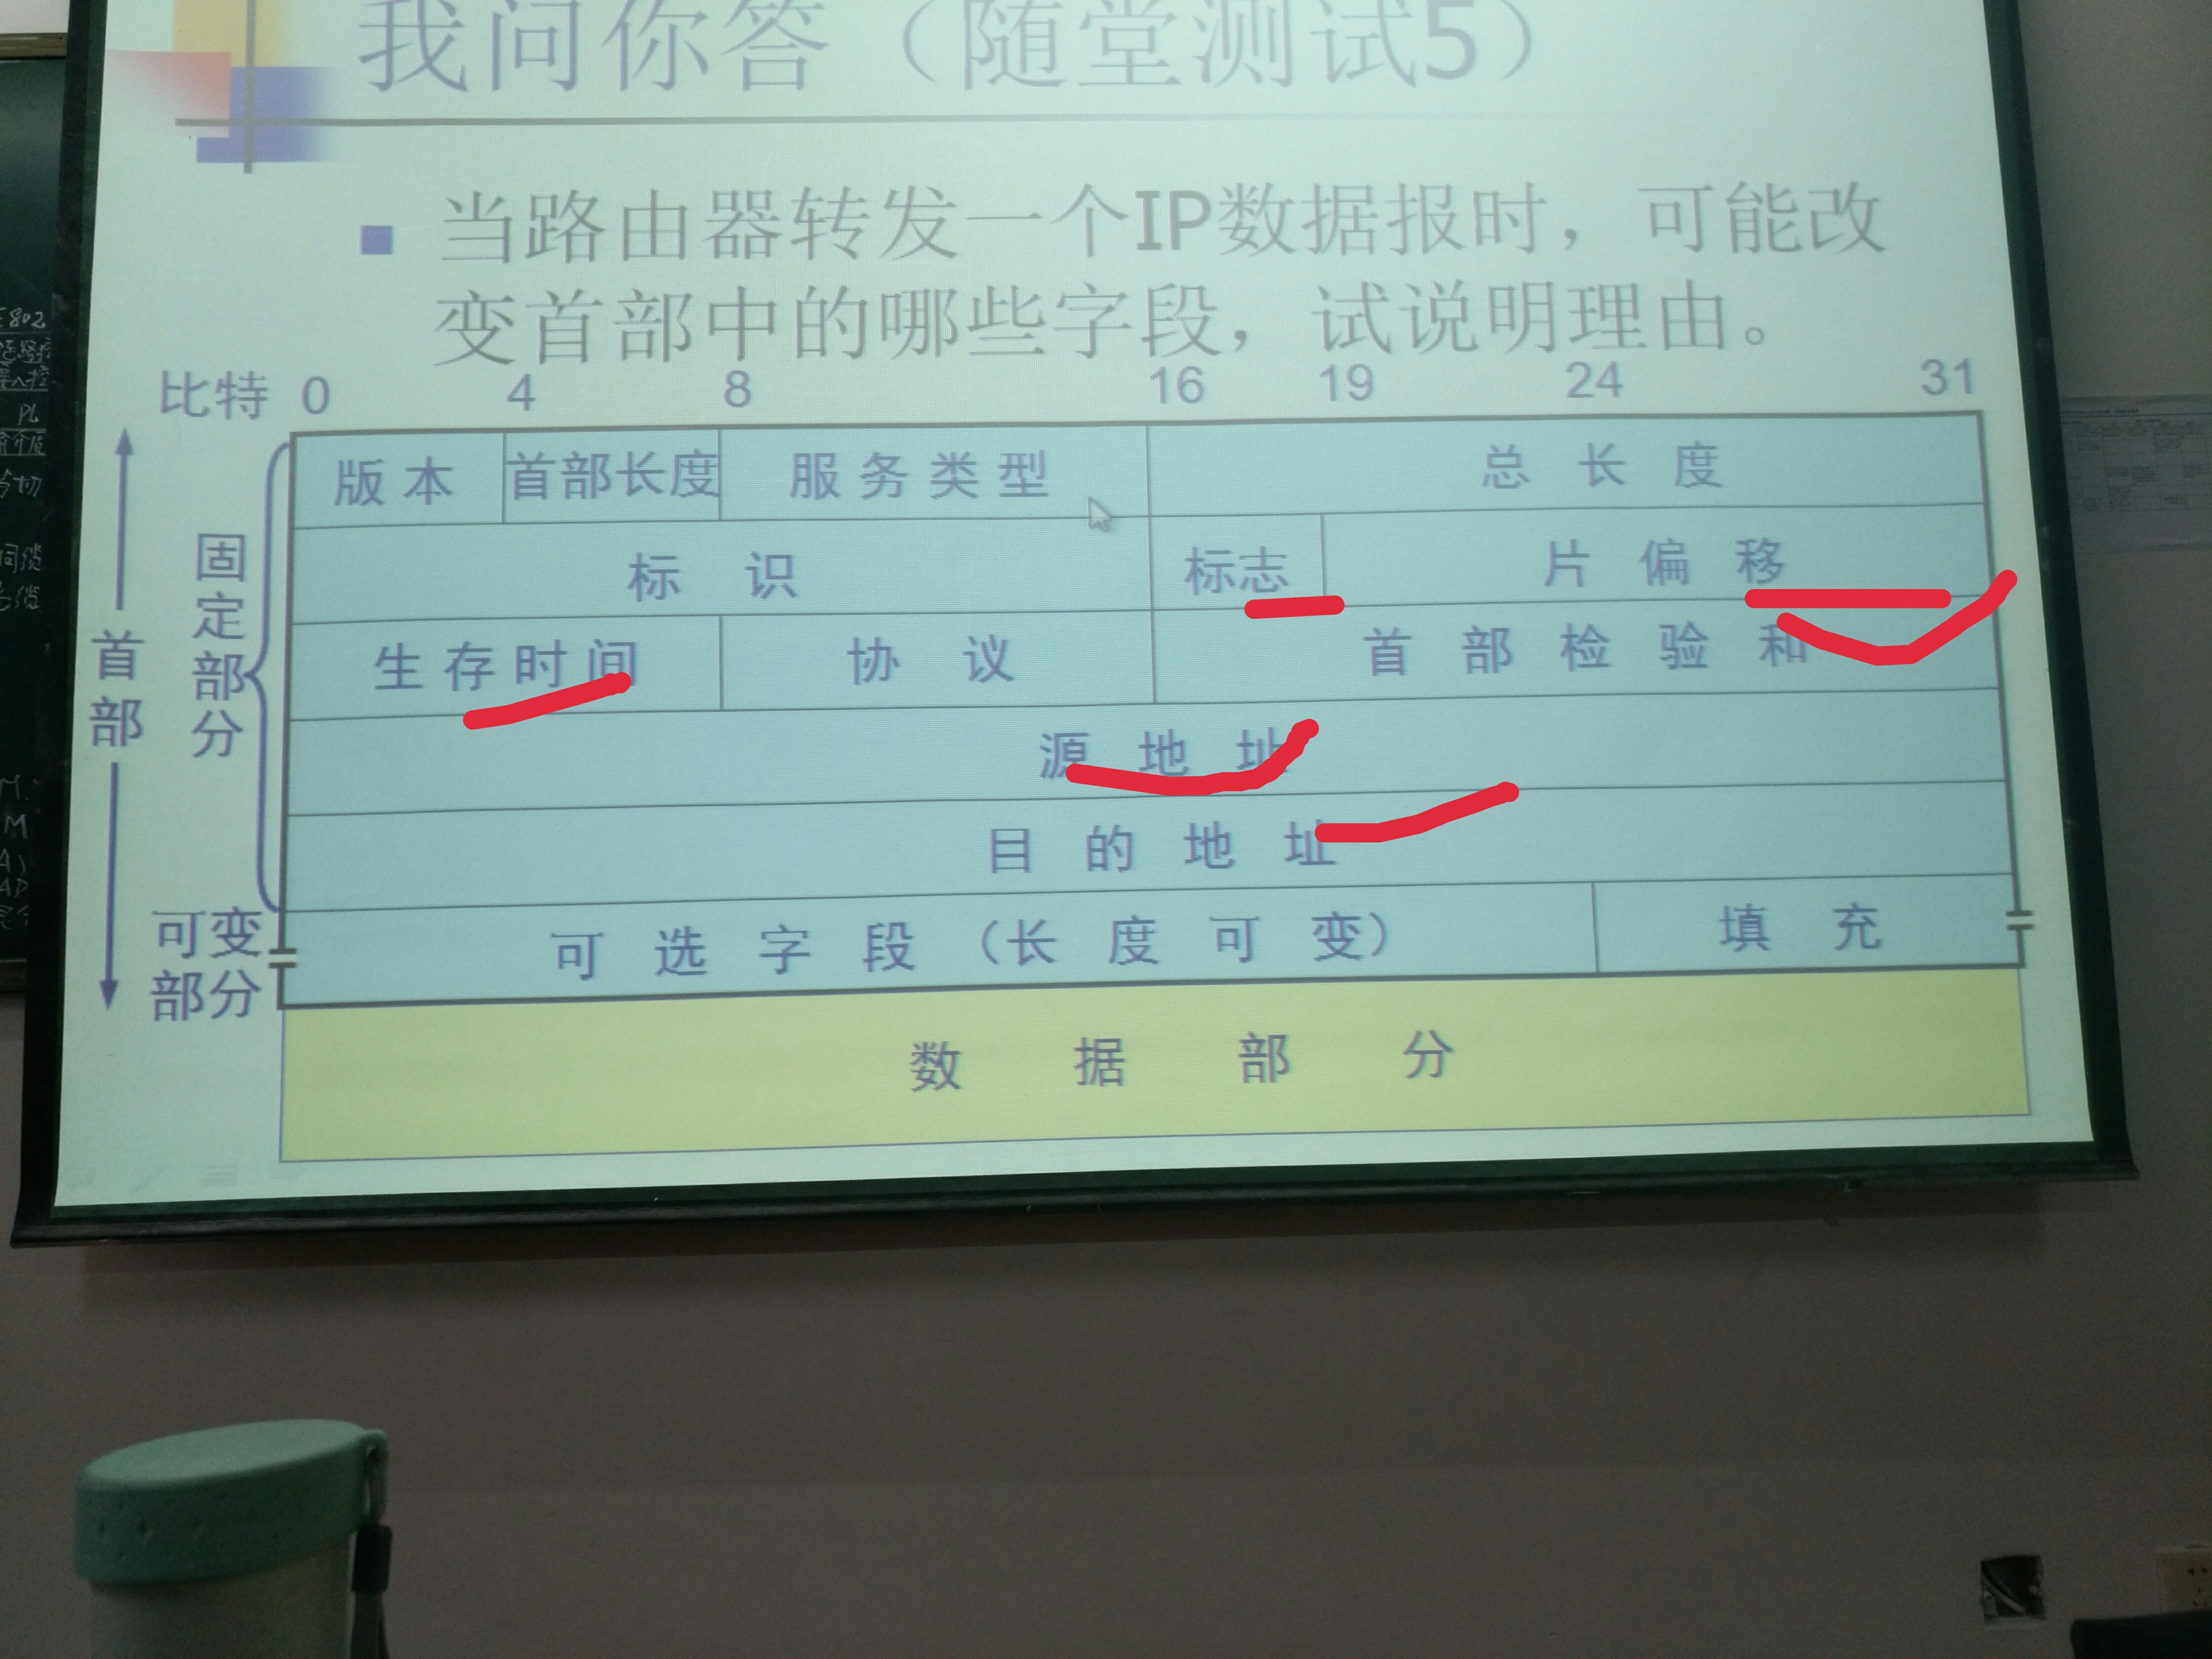 我问你答（随堂测试5）
当路由器转发一个IP数据报时，可能改
变首部中的哪些字段，试说明理由。
比特 0 4 8 16 19 24 31
版本 首部长度 服务类型 总长度
标识 标志 片偏移
生存时间 协议 首部检验和
源地址
目的地址
可选字段（长度可变） 填充
数据部分
首部
固定部分
可变
部分
802
PL